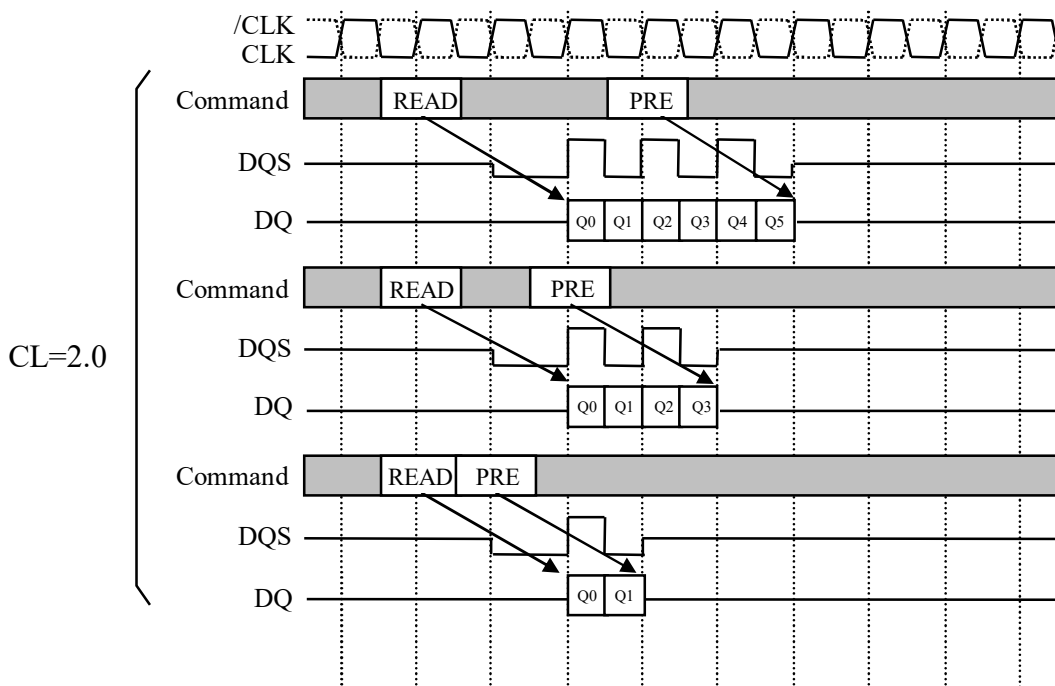 /CLK
CLK
Command READ PRE
DQS
DQ Q0 Q1 Q2 Q3 Q4 Q5
Command READ PRE
CL=2.0
DQS
DQ Q0 Q1 Q2 Q3
Command READ PRE
DQS
DQ Q0 Q1